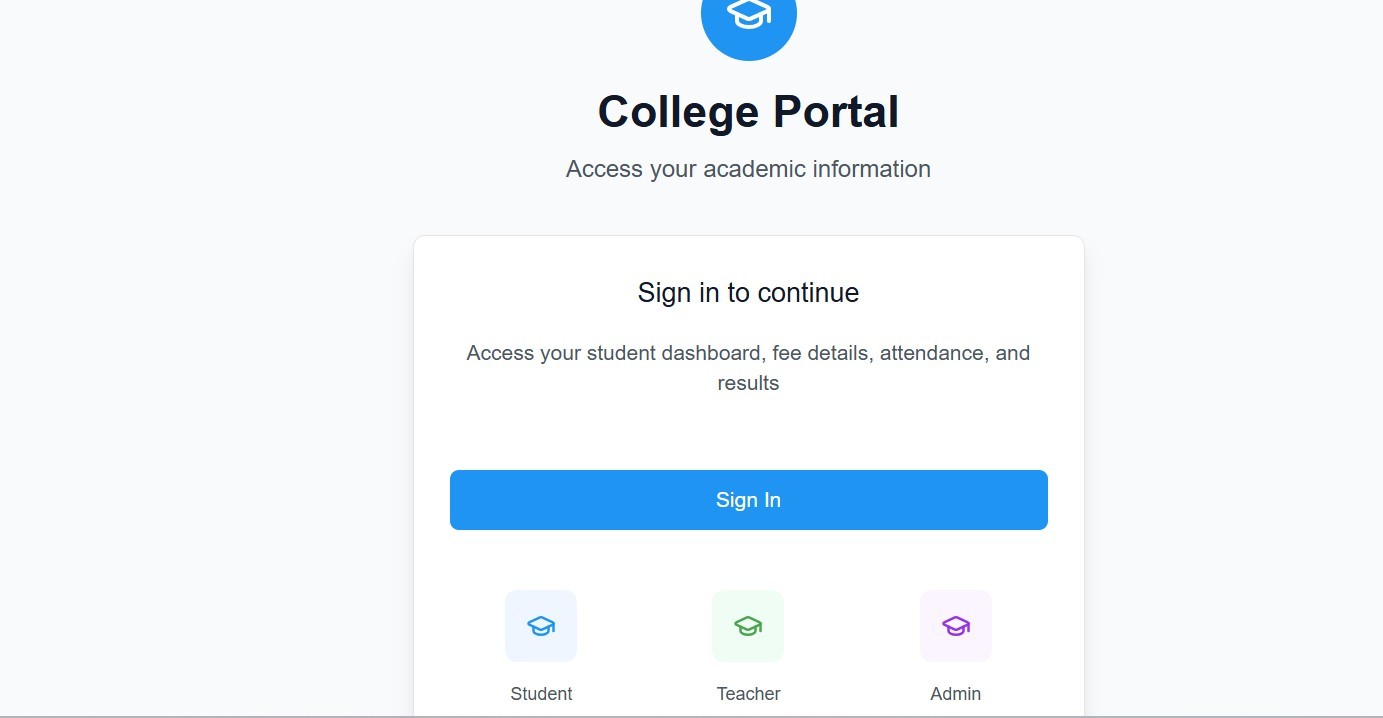 College Portal
Access your academic information
Sign in to continue
Access your student dashboard, fee details, attendance, and
results
Sign In
Student
Teacher
Admin